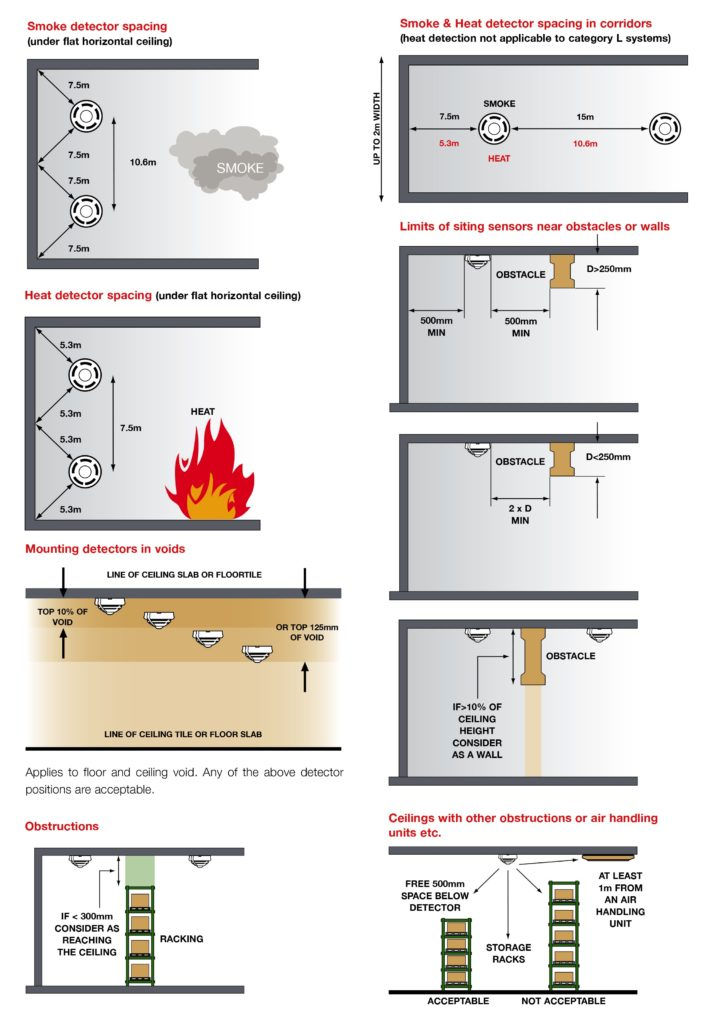 Smoke detector spacing
(under flat horizontal ceiling)
7.5m
7.5m
7.5m
7.5m
10.6m
SMOKE
Heat detector spacing (under flat horizontal ceiling)
5.3m
5.3m
5.3m
5.3m
7.5m
HEAT
Mounting detectors in voids
LINE OF CEILING SLAB OR FLOORTILE
TOP 10% OF
VOID
OR TOP 125mm
OF VOID
LINE OF CEILING TILE OR FLOOR SLAB
Applies to floor and ceiling void. Any of the above detector
positions are acceptable.
Obstructions
IF < 300mm
CONSIDER AS
REACHING
THE CEILING
RACKING
Smoke & Heat detector spacing in corridors
(heat detection not applicable to category L systems)
UP TO 2m WIDTH
7.5m
SMOKE
15m
5.3m
HEAT
10.6m
Limits of siting sensors near obstacles or walls
OBSTACLE
D>250mm
500mm
MIN
500mm
MIN
OBSTACLE
D<250mm
2 x D
MIN
OBSTACLE
IF>10% OF
CEILING
HEIGHT
CONSIDER
AS A WALL
Ceilings with other obstructions or air handling
units etc.
FREE 500mm
SPACE BELOW
DETECTOR
STORAGE
RACKS
AT LEAST
1m FROM
AN AIR
HANDLING
UNIT
ACCEPTABLE
NOT ACCEPTABLE